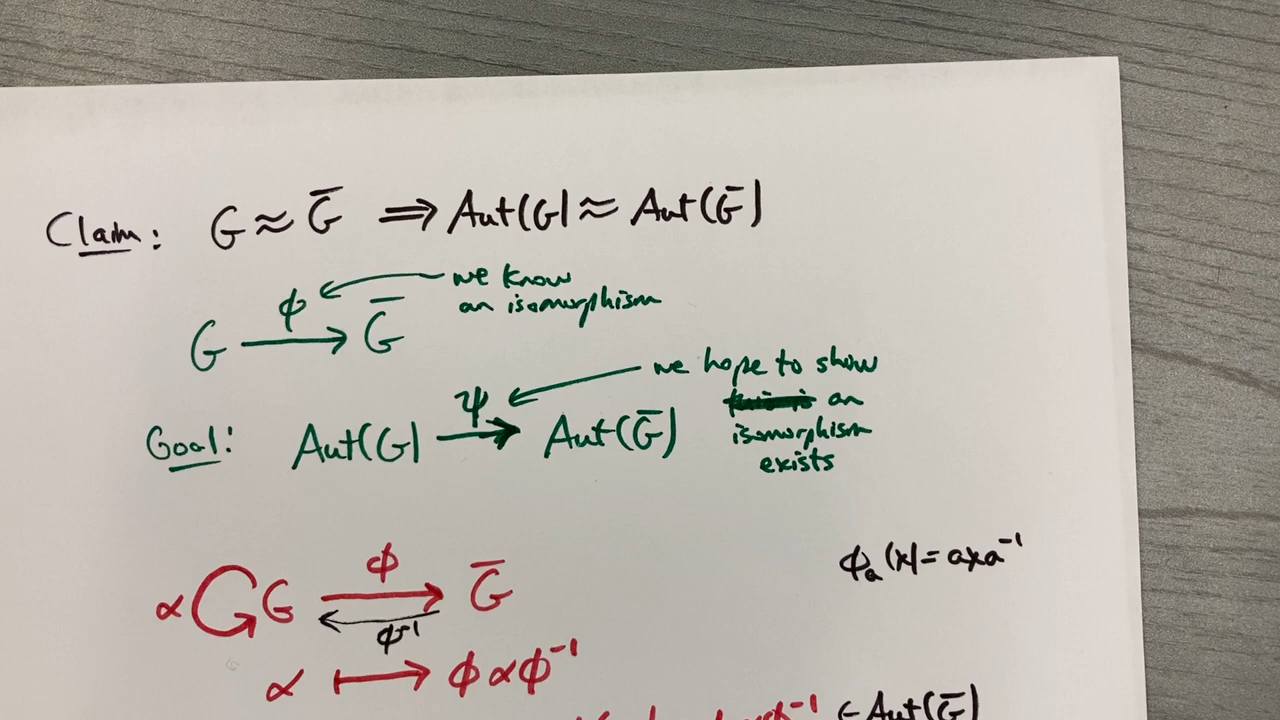 Claim: G ≈ G̅ ⟹ Aut(G) ≈ Aut(G̅)
we know
an isomorphism
ϕ
G ⟶ G̅
we hope to show
an
isomorphism
exists
ψ
Goal: Aut(G) ⟶ Aut(G̅)
ϕₐ(x) = axa⁻¹
ϕ
α G ⟶ G̅
ϕ⁻¹
α ⟼ ϕαϕ⁻¹
∈ Aut(G̅)